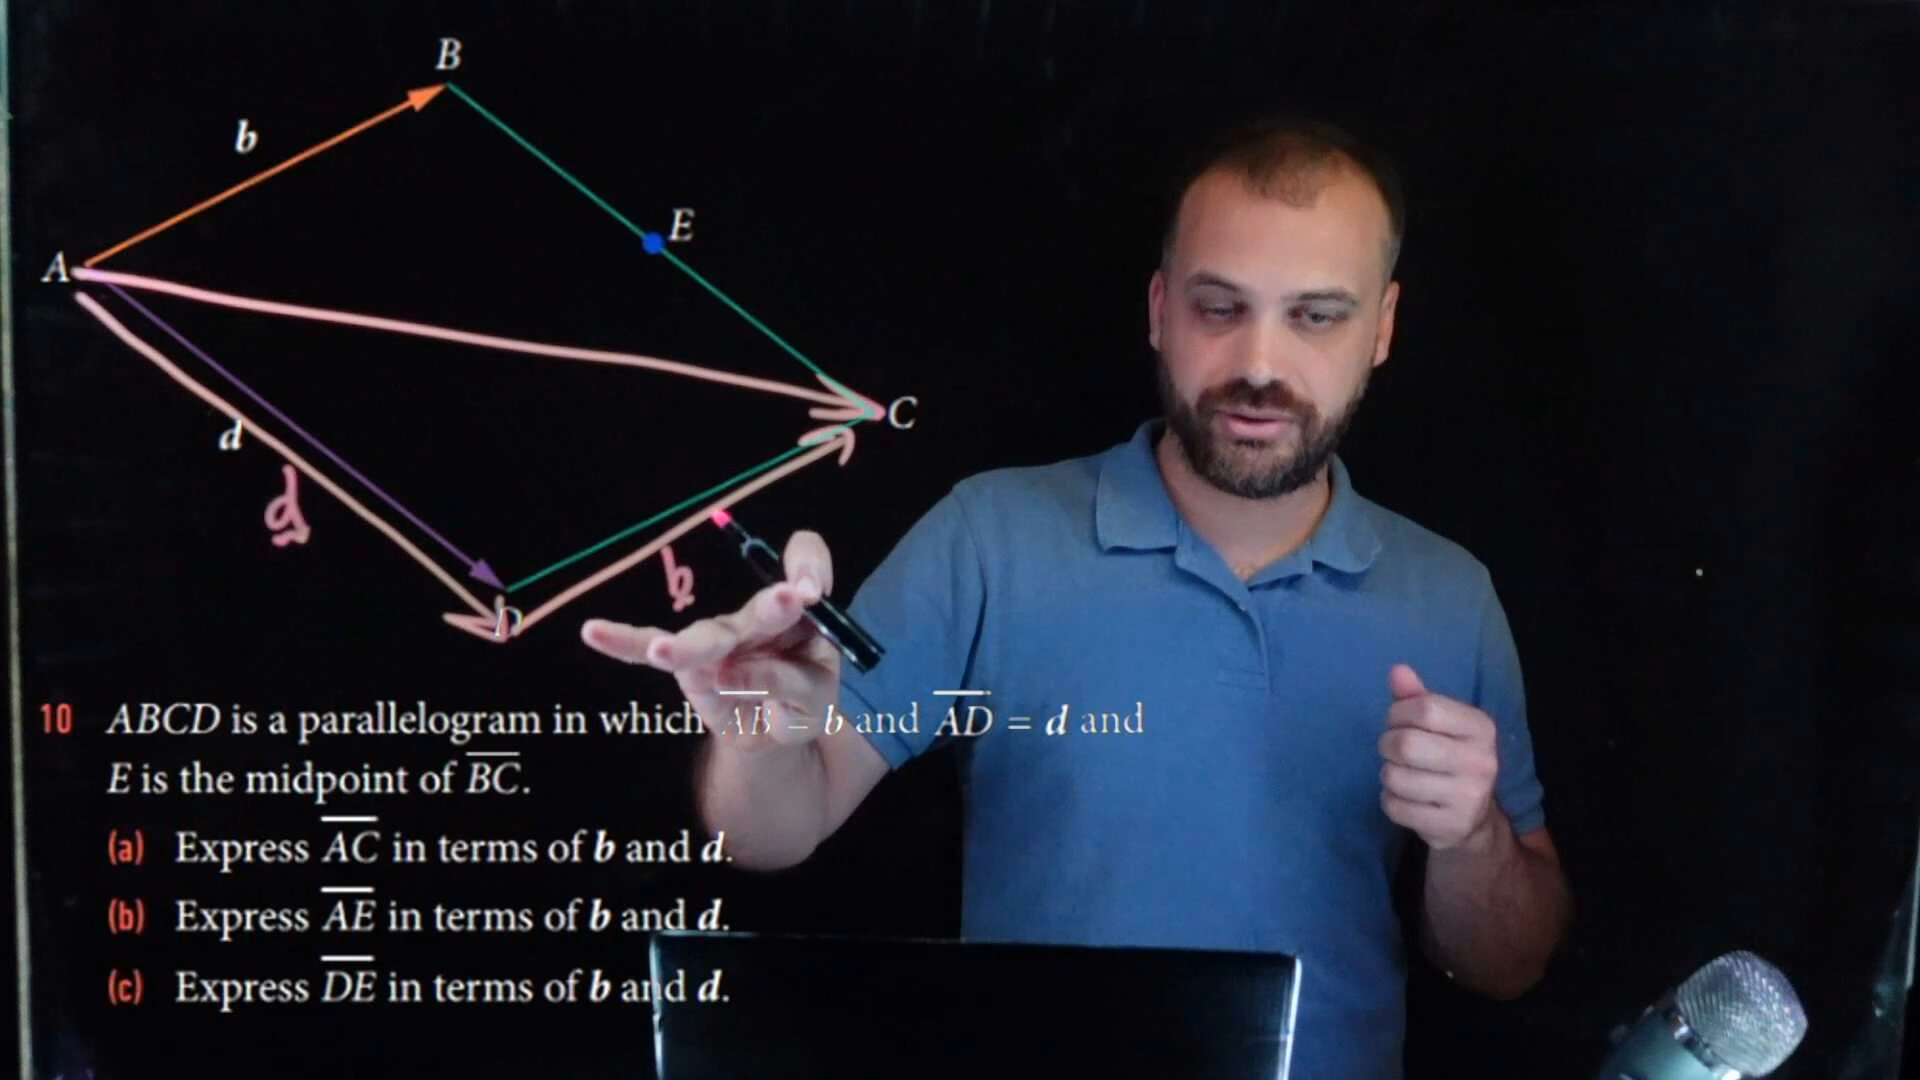 B
b
E
A
C
d
d
b
D
10 ABCD is a parallelogram in which AB = b and AD = d and
E is the midpoint of BC.
(a) Express AC in terms of b and d.
(b) Express AE in terms of b and d.
(c) Express DE in terms of b and d.